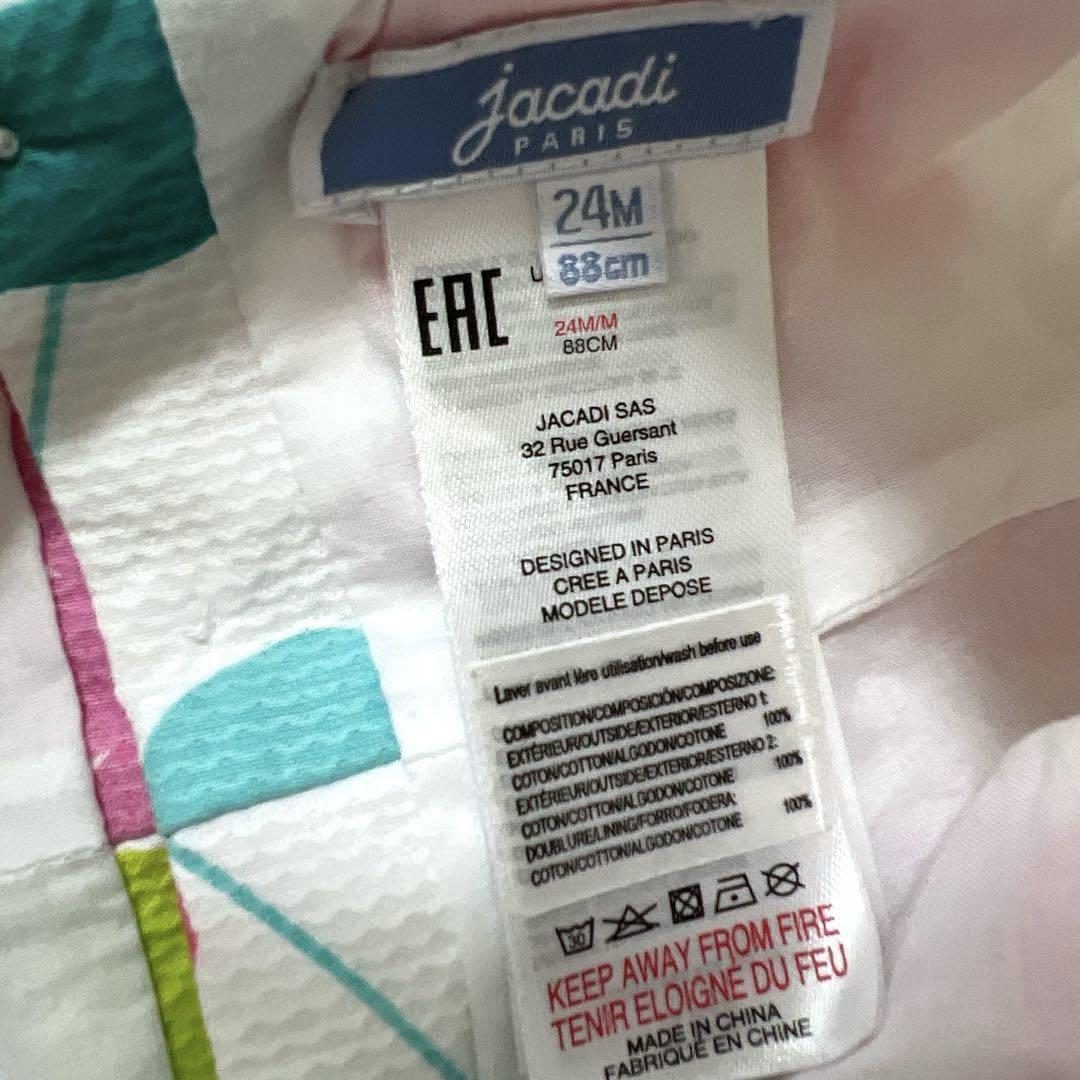 jacadi
PARIS
24M
88cm
EAC
U
24M/M
88CM
JACADI SAS
32 Rue Guersant
75017 Paris
FRANCE
DESIGNED IN PARIS
CREE A PARIS
MODELE DEPOSE
Laver avant 1ère utilisation/wash before use
COMPOSITION/COMPOSICIÓN/COMPOSIZIONE:
EXTÉRIEUR/OUTSIDE/EXTERIOR/ESTERNO 1:
COTON/COTTON/ALGODON/COTONE 100%
EXTÉRIEUR/OUTSIDE/EXTERIOR/ESTERNO 2:
COTON/COTTON/ALGODON/COTONE 100%
DOUBLURE/LINING/FORRO/FODERA:
COTON/COTTON/ALGODON/COTONE 100%
30
KEEP AWAY FROM FIRE
TENIR ELOIGNÉ DU FEU
MADE IN CHINA
FABRIQUÉ EN CHINE